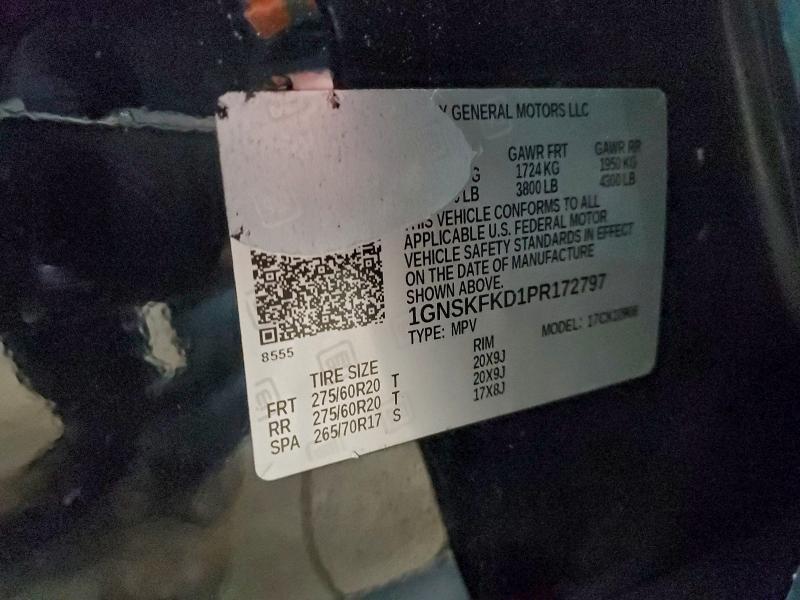 Y GENERAL MOTORS LLC
GAWR FRT GAWR RR
G 1724 KG 1950 KG
LB 3800 LB 4300 LB
THIS VEHICLE CONFORMS TO ALL
APPLICABLE U.S. FEDERAL MOTOR
VEHICLE SAFETY STANDARDS IN EFFECT
ON THE DATE OF MANUFACTURE
SHOWN ABOVE.
1GNSKFKD1PR172797
TYPE: MPV MODEL:
8555
TIRE SIZE RIM
FRT 275/60R20 T 20X9J
RR 275/60R20 T 20X9J
SPA 265/70R17 S 17X8J